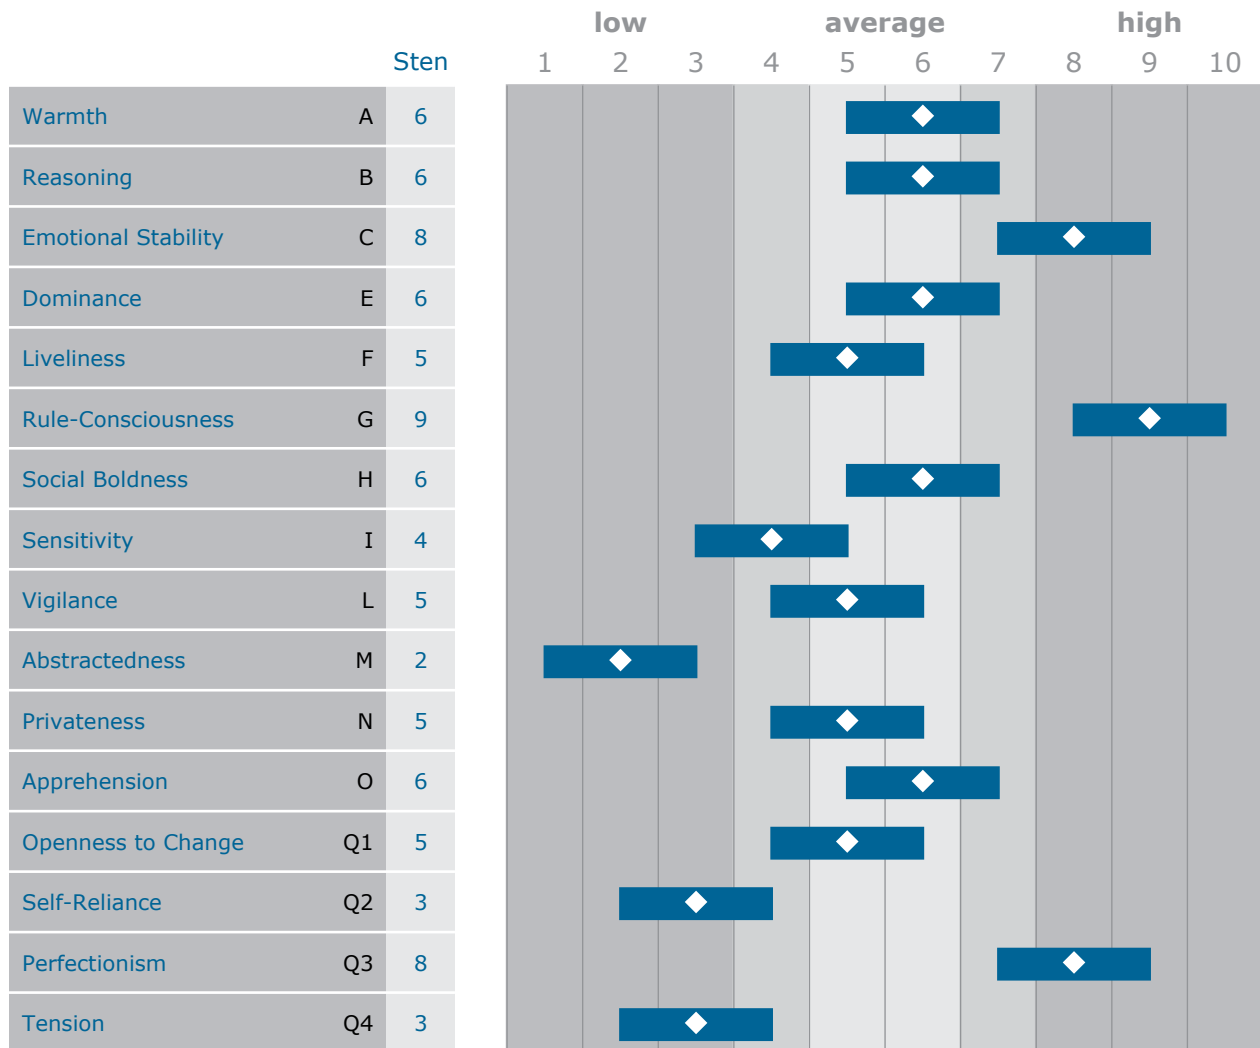 low average high
Sten 1 2 3 4 5 6 7 8 9 10
Warmth A 6
Reasoning B 6
Emotional Stability C 8
Dominance E 6
Liveliness F 5
Rule-Consciousness G 9
Social Boldness H 6
Sensitivity I 4
Vigilance L 5
Abstractedness M 2
Privateness N 5
Apprehension O 6
Openness to Change Q1 5
Self-Reliance Q2 3
Perfectionism Q3 8
Tension Q4 3